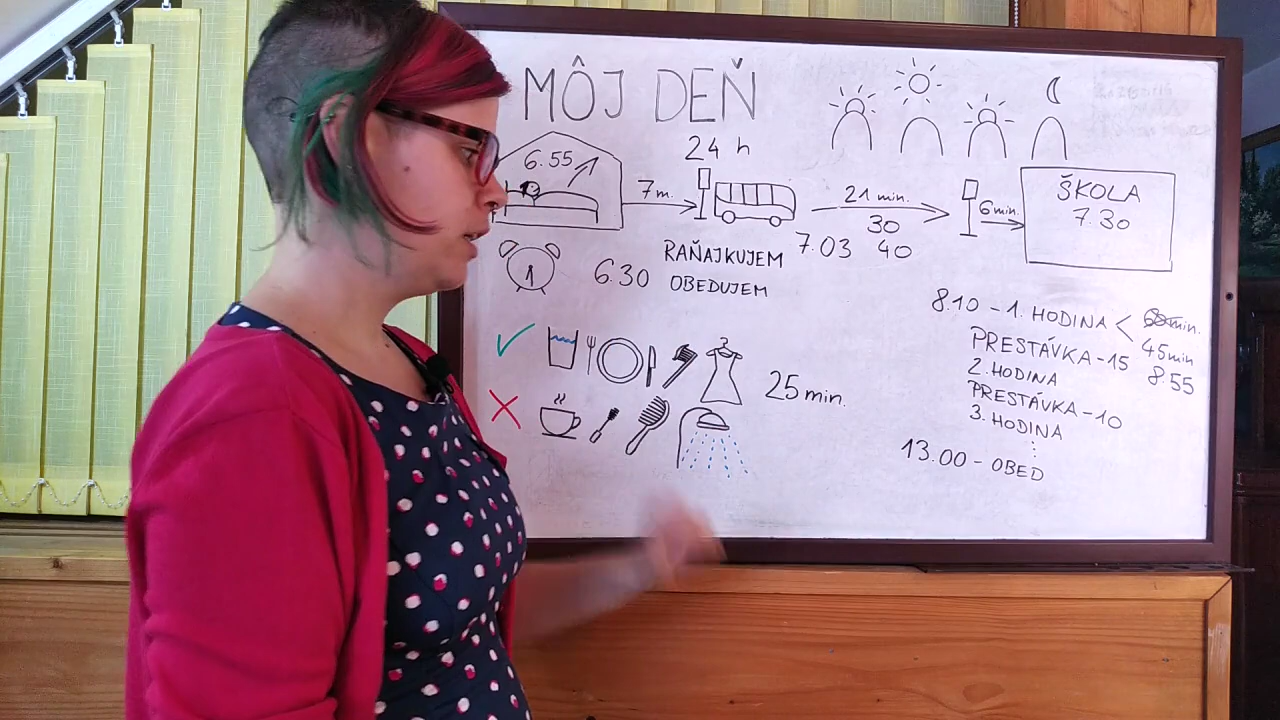 MÔJ DEŇ
24 h
6.55
7m.
21 min.
30
7.03 40
6min.
ŠKOLA
7.30
RAŇAJKUJEM
6.30 OBEDUJEM
1
25 min.
8.10 - 1. HODINA < min.
45min
8.55
PRESTÁVKA - 15
2. HODINA
PRESTÁVKA - 10
3. HODINA
⋮
13.00 - OBED